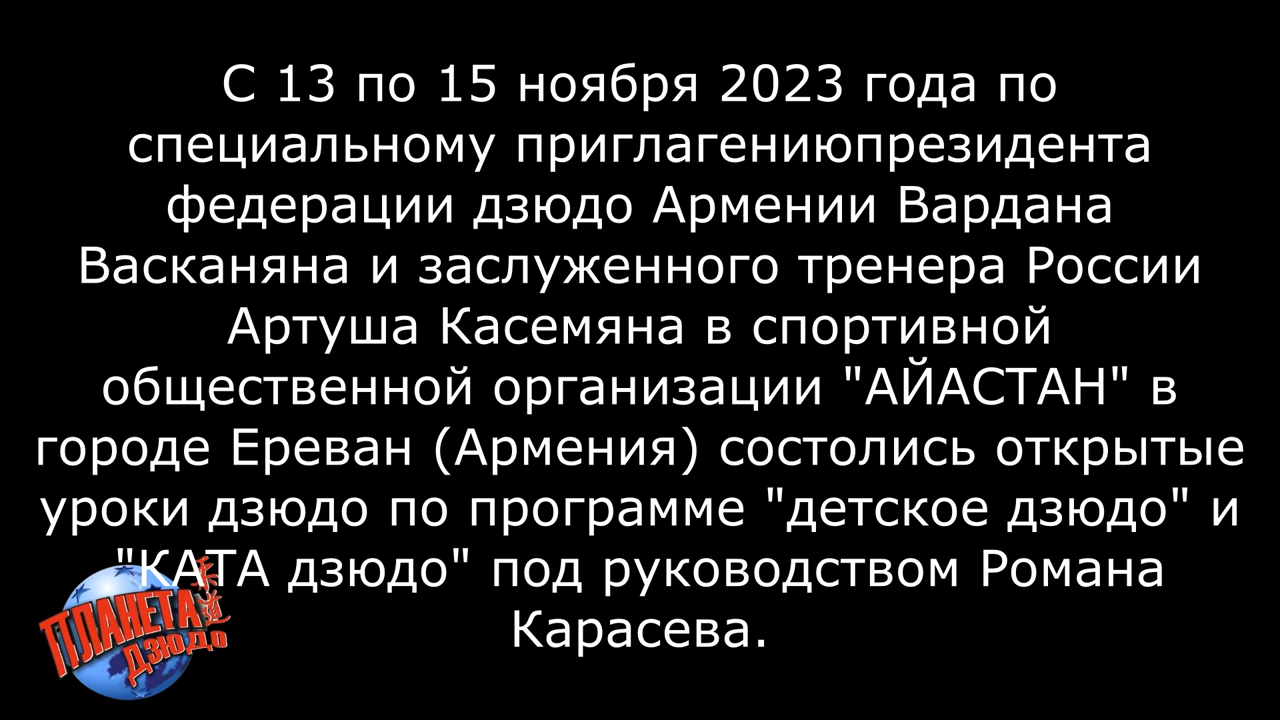 С 13 по 15 ноября 2023 года по
специальному приглагениюпрезидента
федерации дзюдо Армении Вардана
Васканяна и заслуженного тренера России
Артуша Касемяна в спортивной
общественной организации "АЙАСТАН" в
городе Ереван (Армения) состолись открытые
уроки дзюдо по программе "детское дзюдо" и
"КАТА дзюдо" под руководством Романа
Карасева.
ПЛАНЕТА
ДЗЮДО